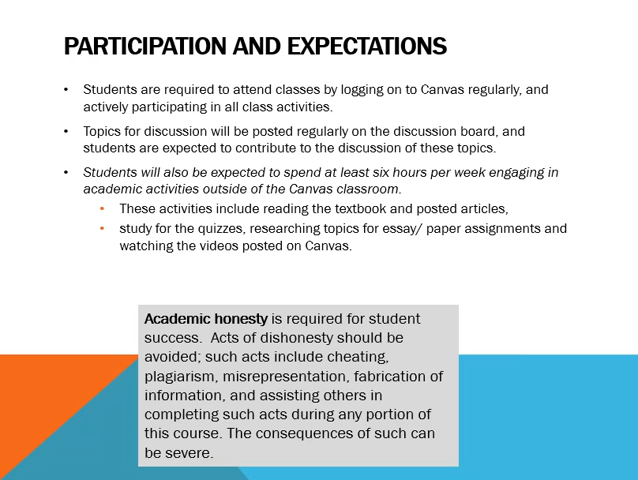 PARTICIPATION AND EXPECTATIONS
• Students are required to attend classes by logging on to Canvas regularly, and
actively participating in all class activities.
• Topics for discussion will be posted regularly on the discussion board, and
students are expected to contribute to the discussion of these topics.
• Students will also be expected to spend at least six hours per week engaging in
academic activities outside of the Canvas classroom.
• These activities include reading the textbook and posted articles,
• study for the quizzes, researching topics for essay/ paper assignments and
watching the videos posted on Canvas.
Academic honesty is required for student
success.  Acts of dishonesty should be
avoided; such acts include cheating,
plagiarism, misrepresentation, fabrication of
information, and assisting others in
completing such acts during any portion of
this course. The consequences of such can
be severe.